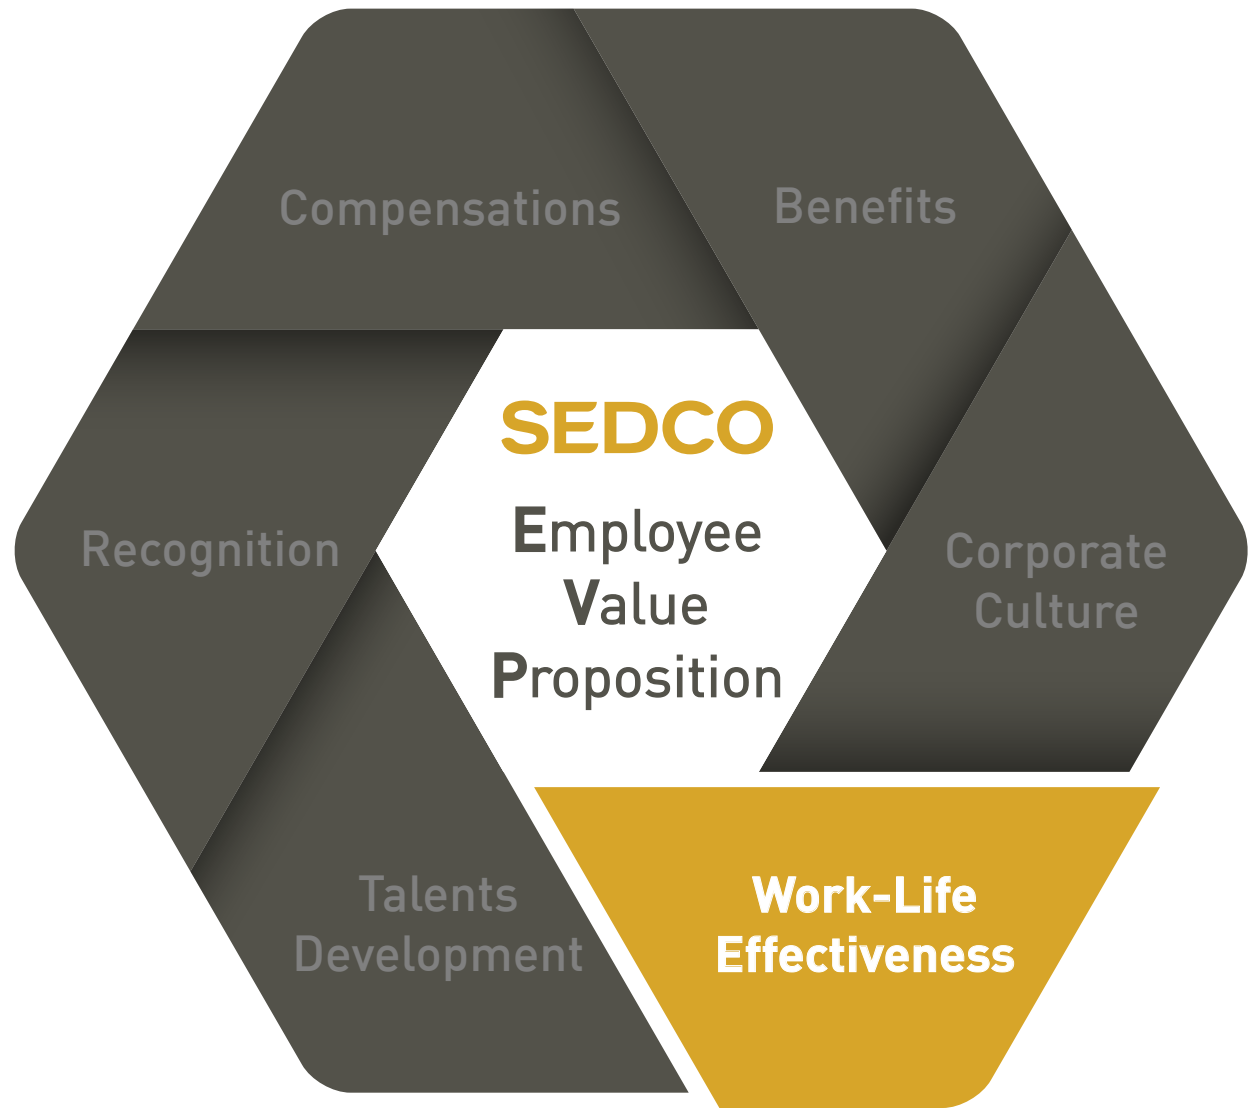 Compensations
Benefits
SEDCO
Employee
Value
Proposition
Recognition
Corporate
Culture
Talents
Development
Work-Life
Effectiveness